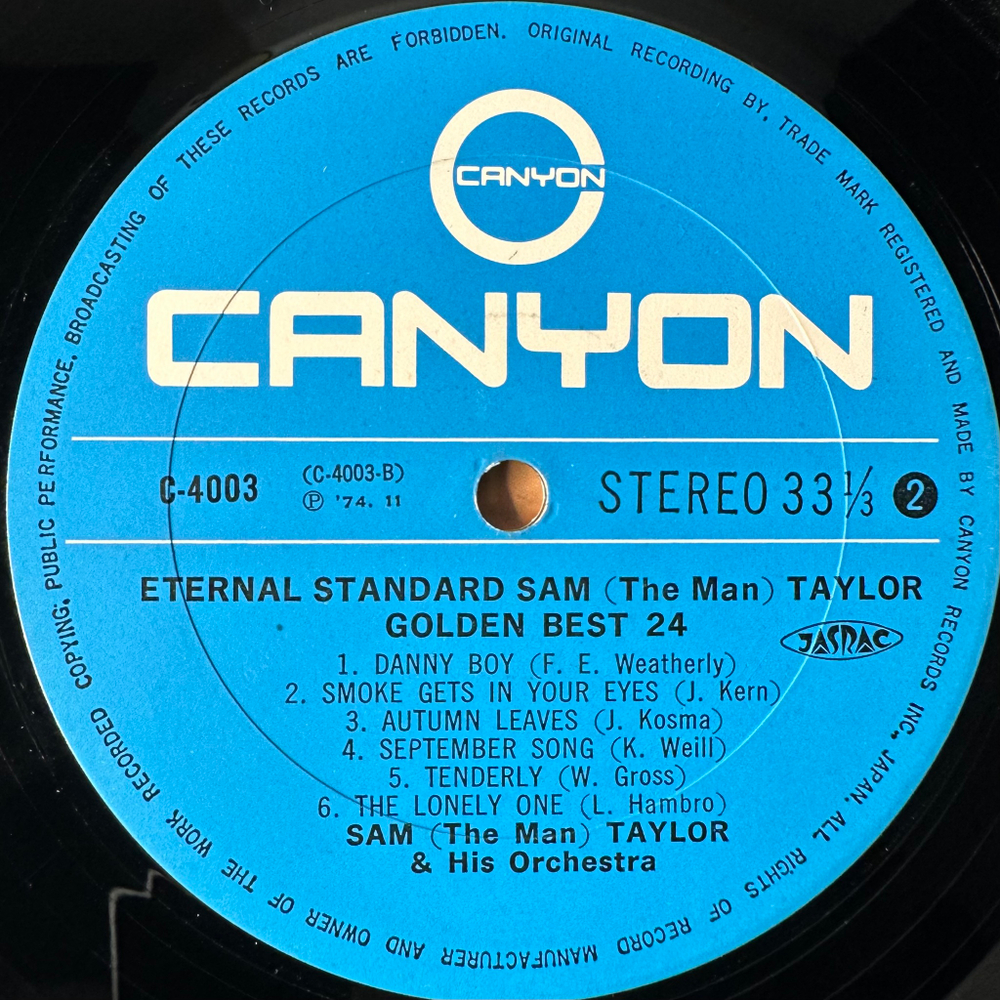 COPYING, PUBLIC PERFORMANCE, BROADCASTING OF THESE RECORDS ARE FORBIDDEN. ORIGINAL RECORDING BY, TRADE MARK REGISTERED AND MADE BY CANYON RECORDS INC., JAPAN, ALL RIGHTS OF RECORD MANUFACTURER AND OWNER OF THE WORK RECORDED
CANYON
CANYON
C-4003 (C-4003-B) STEREO 33⅓ 2
Ⓟ '74. 11
ETERNAL STANDARD SAM (The Man) TAYLOR
GOLDEN BEST 24
JASRAC
1. DANNY BOY (F. E. Weatherly)
2. SMOKE GETS IN YOUR EYES (J. Kern)
3. AUTUMN LEAVES (J. Kosma)
4. SEPTEMBER SONG (K. Weill)
5. TENDERLY (W. Gross)
6. THE LONELY ONE (L. Hambro)
SAM (The Man) TAYLOR
& His Orchestra